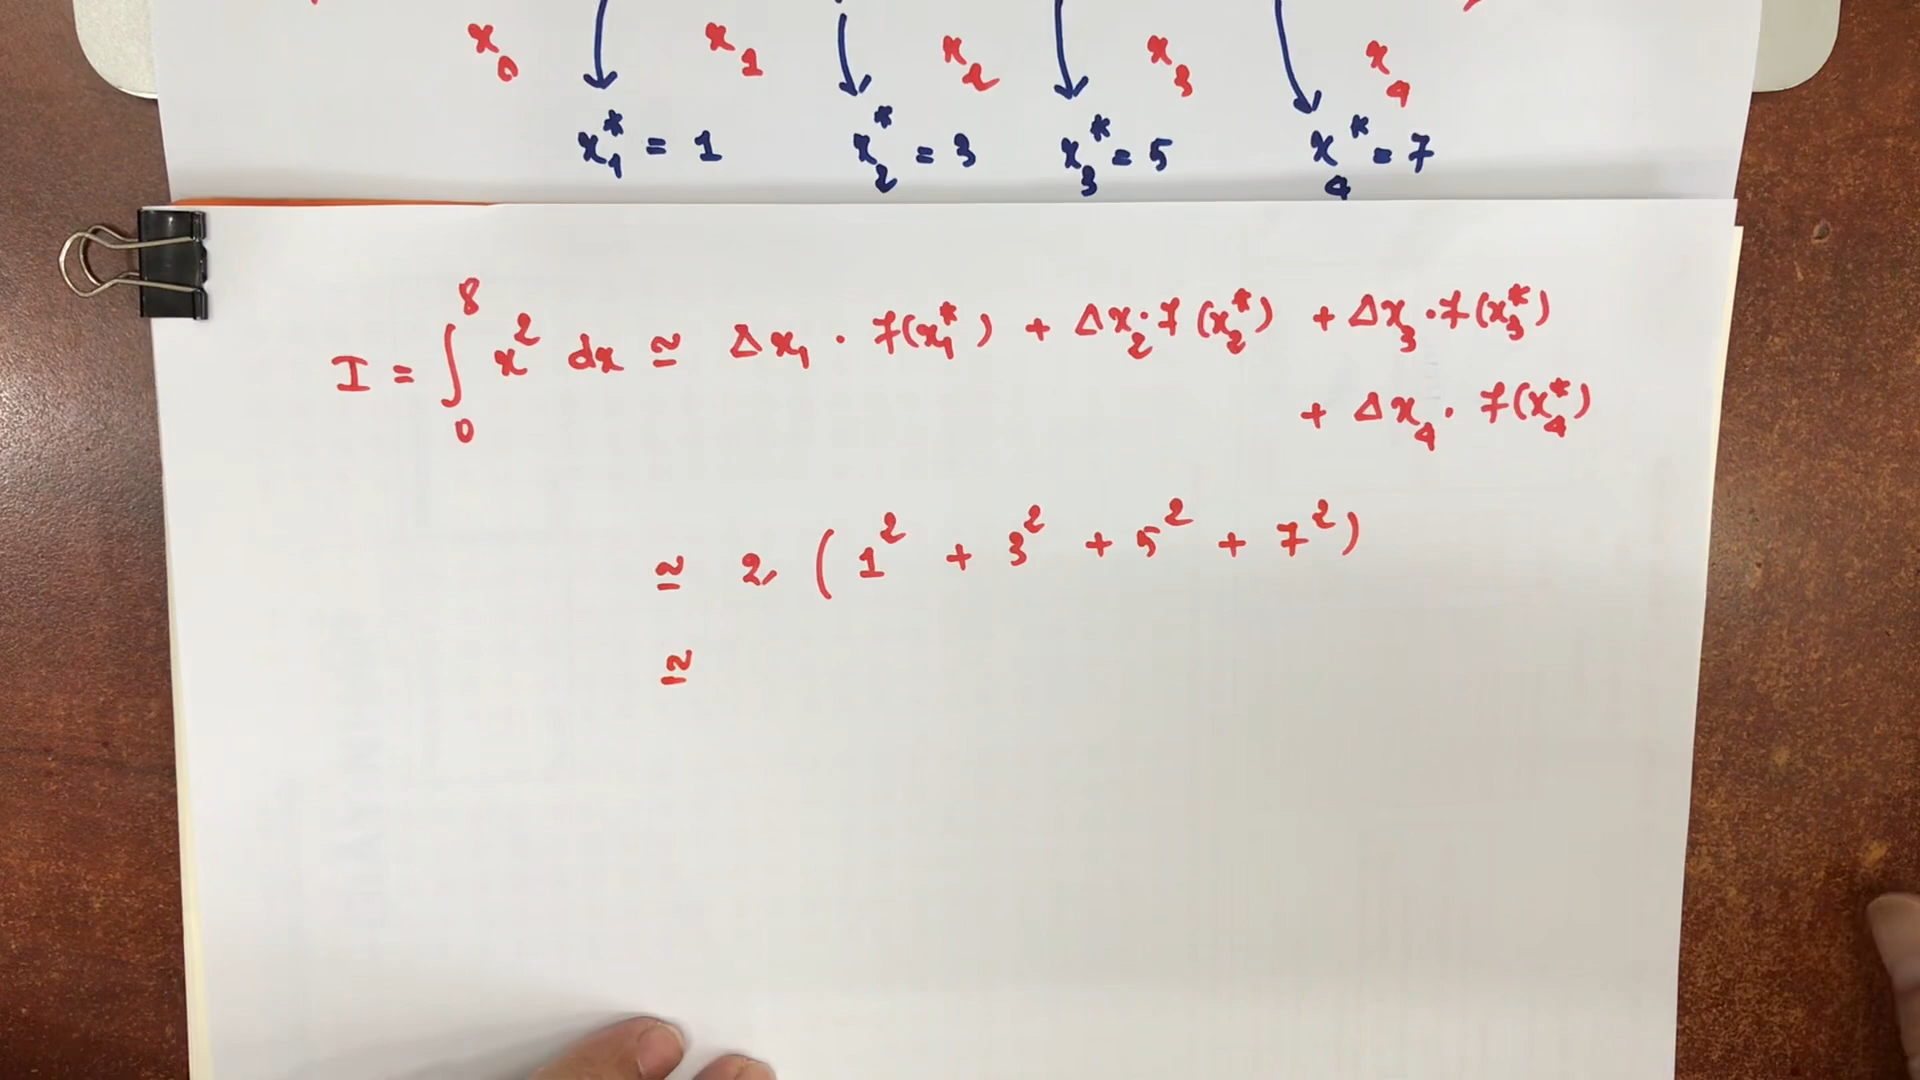 x₀ x₁ x₂ x₃ x₄
x₁* = 1 x₂* = 3 x₃* = 5 x₄* = 7
I = ∫₀⁸ x² dx ≅ Δx₁ · f(x₁*) + Δx₂ · f(x₂*) + Δx₃ · f(x₃*)
+ Δx₄ · f(x₄*)
≅ 2 (1² + 3² + 5² + 7²)
≅